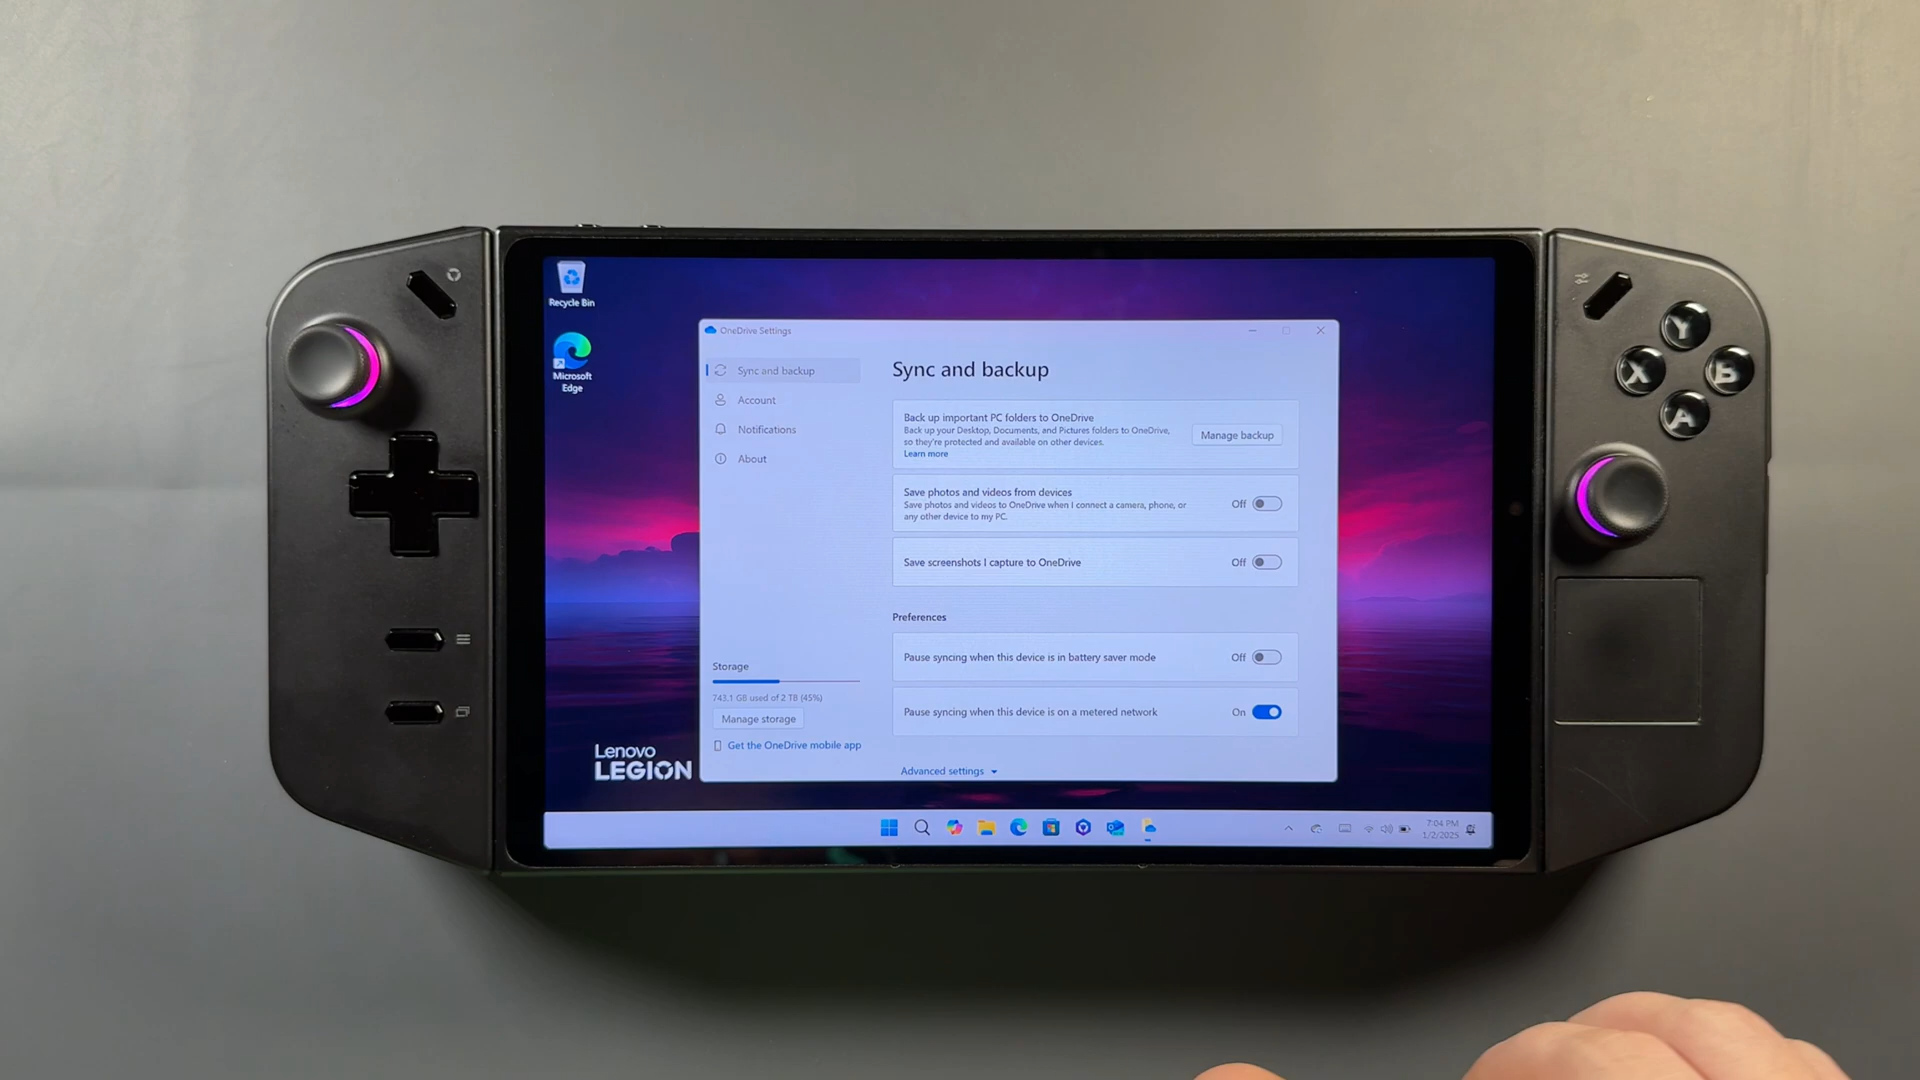 Recycle Bin
Microsoft
Edge
OneDrive Settings
Sync and backup
Account
Notifications
About
Storage
743.1 GB used of 2 TB (45%)
Manage storage
Get the OneDrive mobile app
Sync and backup
Back up important PC folders to OneDrive
Back up your Desktop, Documents, and Pictures folders to OneDrive,
so they're protected and available on other devices.
Learn more
Manage backup
Save photos and videos from devices
Save photos and videos to OneDrive when I connect a camera, phone, or
any other device to my PC.
Off
Save screenshots I capture to OneDrive
Off
Preferences
Pause syncing when this device is in battery saver mode
Off
Pause syncing when this device is on a metered network
On
Advanced settings
Lenovo
LEGION
7:04 PM
1/2/2025
Y
X
B
A